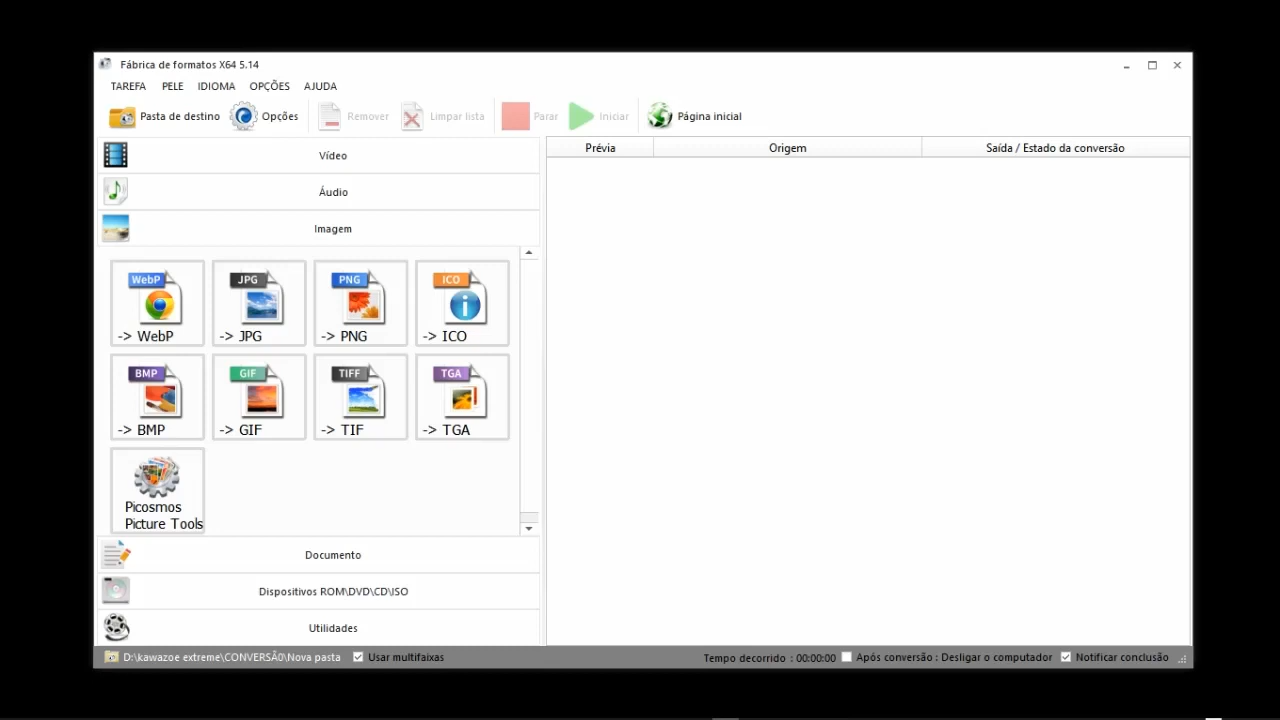 Fábrica de formatos X64 5.14
TAREFA PELE IDIOMA OPÇÕES AJUDA
Pasta de destino Opções Remover Limpar lista Parar Iniciar Página inicial
Vídeo
Áudio
Imagem
WebP JPG PNG ICO
-> WebP -> JPG -> PNG -> ICO
BMP GIF TIFF TGA
-> BMP -> GIF -> TIF -> TGA
Picosmos
Picture Tools
Documento
Dispositivos ROM\DVD\CD\ISO
Utilidades
Prévia Origem Saída / Estado da conversão
D:\kawazoe extreme\CONVERSÃ0\Nova pasta Usar multifaixas Tempo decorrido : 00:00:00 Após conversão : Desligar o computador Notificar conclusão